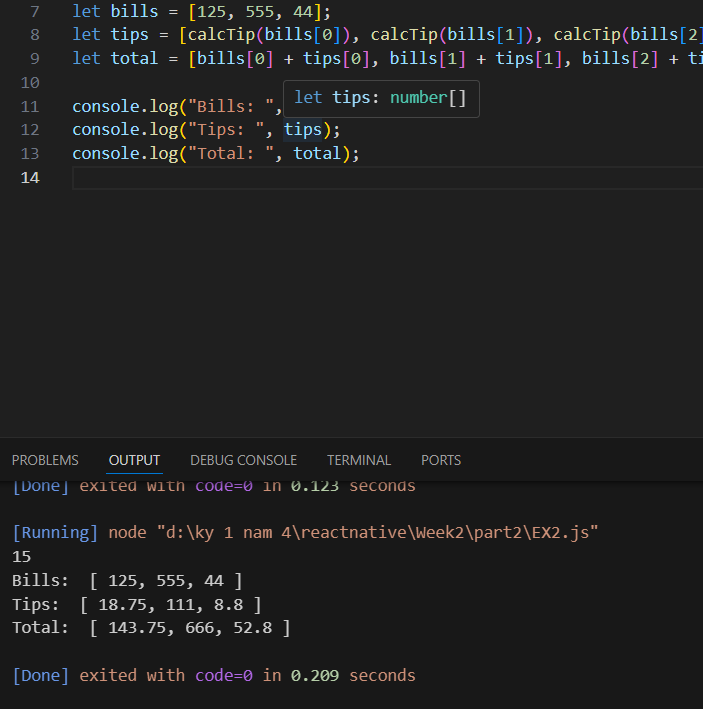 7 let bills = [125, 555, 44];
8 let tips = [calcTip(bills[0]), calcTip(bills[1]), calcTip(bills[2]
9 let total = [bills[0] + tips[0], bills[1] + tips[1], bills[2] + ti
10
let tips: number[]
11 console.log("Bills: ",
12 console.log("Tips: ", tips);
13 console.log("Total: ", total);
14
PROBLEMS OUTPUT DEBUG CONSOLE TERMINAL PORTS
[Done] exited with code=0 in 0.123 seconds
[Running] node "d:\ky 1 nam 4\reactnative\Week2\part2\EX2.js"
15
Bills:  [ 125, 555, 44 ]
Tips:  [ 18.75, 111, 8.8 ]
Total:  [ 143.75, 666, 52.8 ]
[Done] exited with code=0 in 0.209 seconds